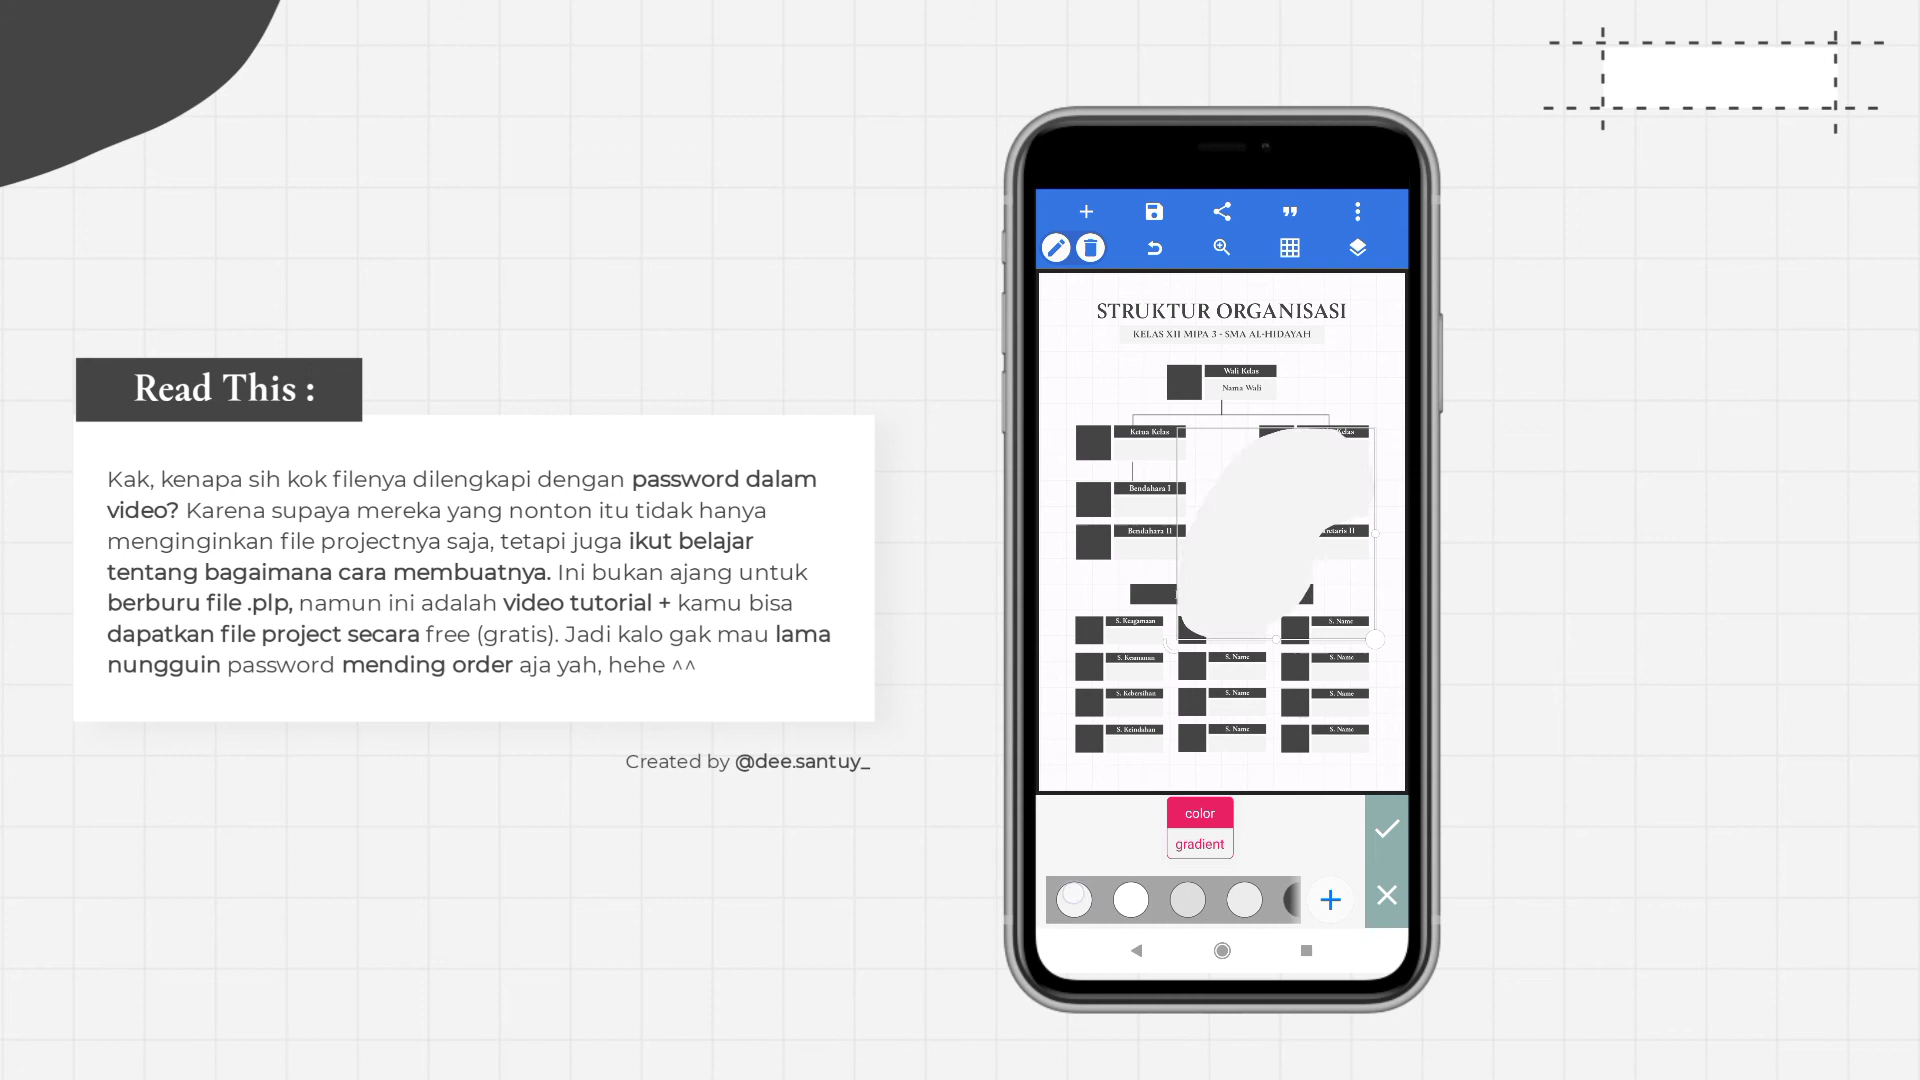 Read This :
Kak, kenapa sih kok filenya dilengkapi dengan password dalam
video? Karena supaya mereka yang nonton itu tidak hanya
menginginkan file projectnya saja, tetapi juga ikut belajar
tentang bagaimana cara membuatnya. Ini bukan ajang untuk
berburu file .plp, namun ini adalah video tutorial + kamu bisa
dapatkan file project secara free (gratis). Jadi kalo gak mau lama
nungguin password mending order aja yah, hehe ^^
Created by @dee.santuy_
STRUKTUR ORGANISASI
KELAS XII MIPA 3 - SMA AL-HIDAYAH
Wali Kelas
Nama Wali
Ketua Kelas
Bendahara I
Bendahara II
S. Keagamaan
S. Name
S. Keamanan
S. Name
S. Name
S. Kebersihan
S. Name
S. Name
S. Keindahan
S. Name
S. Name
color
gradient